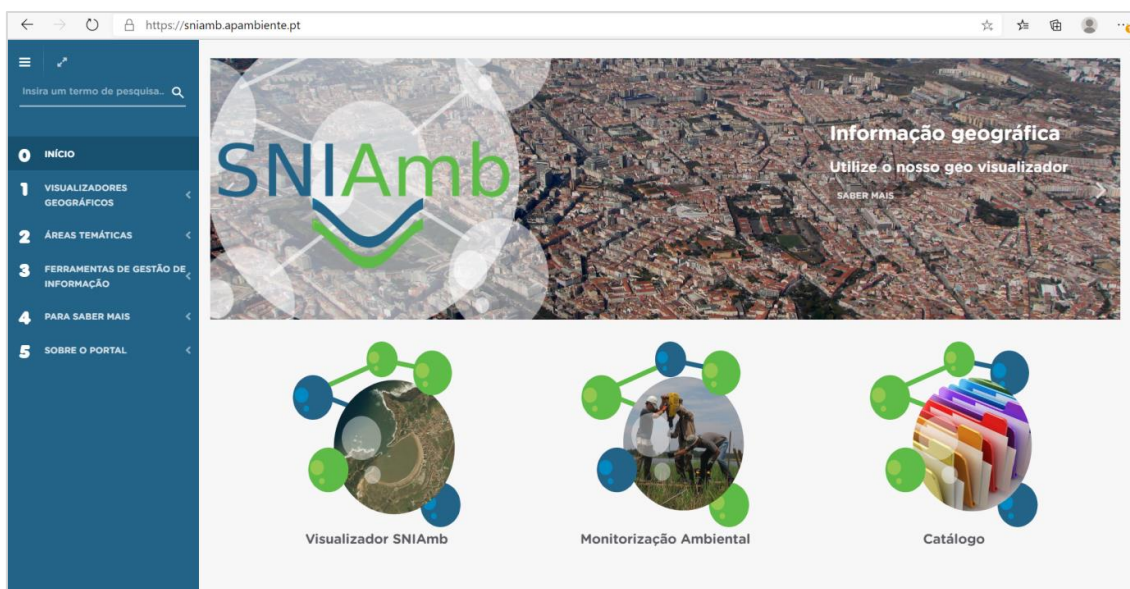 https://sniamb.apambiente.pt
Insira um termo de pesquisa..
0 INÍCIO
1 VISUALIZADORES
GEOGRÁFICOS
2 ÁREAS TEMÁTICAS
3 FERRAMENTAS DE GESTÃO DE
INFORMAÇÃO
4 PARA SABER MAIS
5 SOBRE O PORTAL
SNIAmb
Informação geográfica
Utilize o nosso geo visualizador
SABER MAIS
Visualizador SNIAmb
Monitorização Ambiental
Catálogo